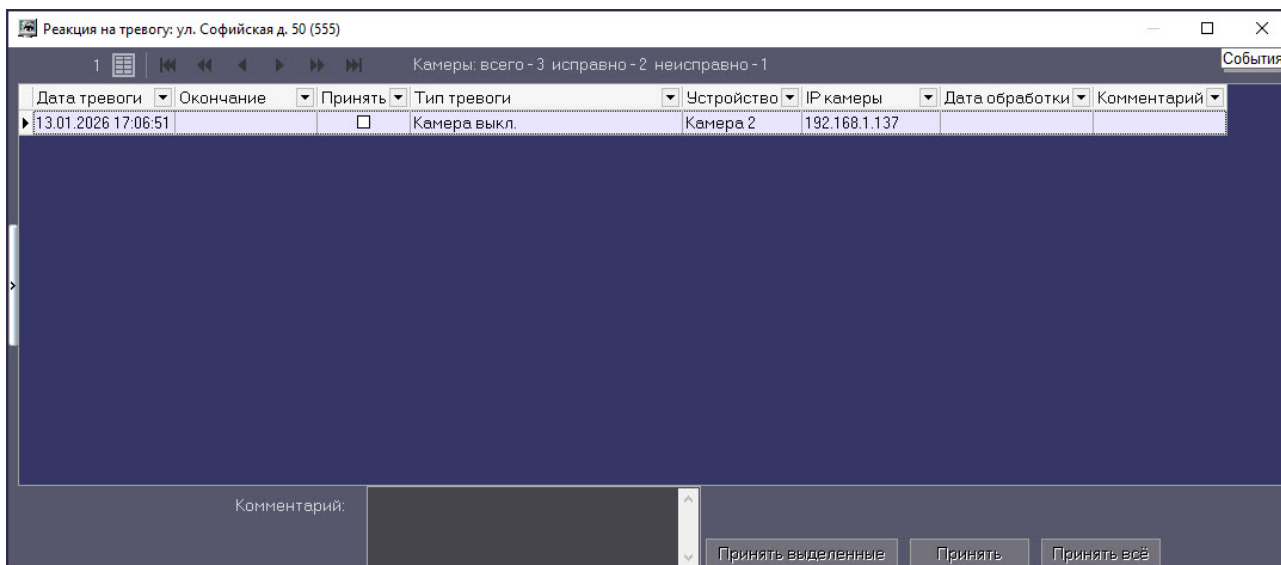 Реакция на тревогу: ул. Софийская д. 50 (555)
1 Камеры: всего - 3 исправно - 2 неисправно - 1
События
Дата тревоги Окончание Принять Тип тревоги Устройство IP камеры Дата обработки Комментарий
13.01.2026 17:06:51 Камера выкл. Камера 2 192.168.1.137
Комментарий:
Принять выделенные Принять Принять всё